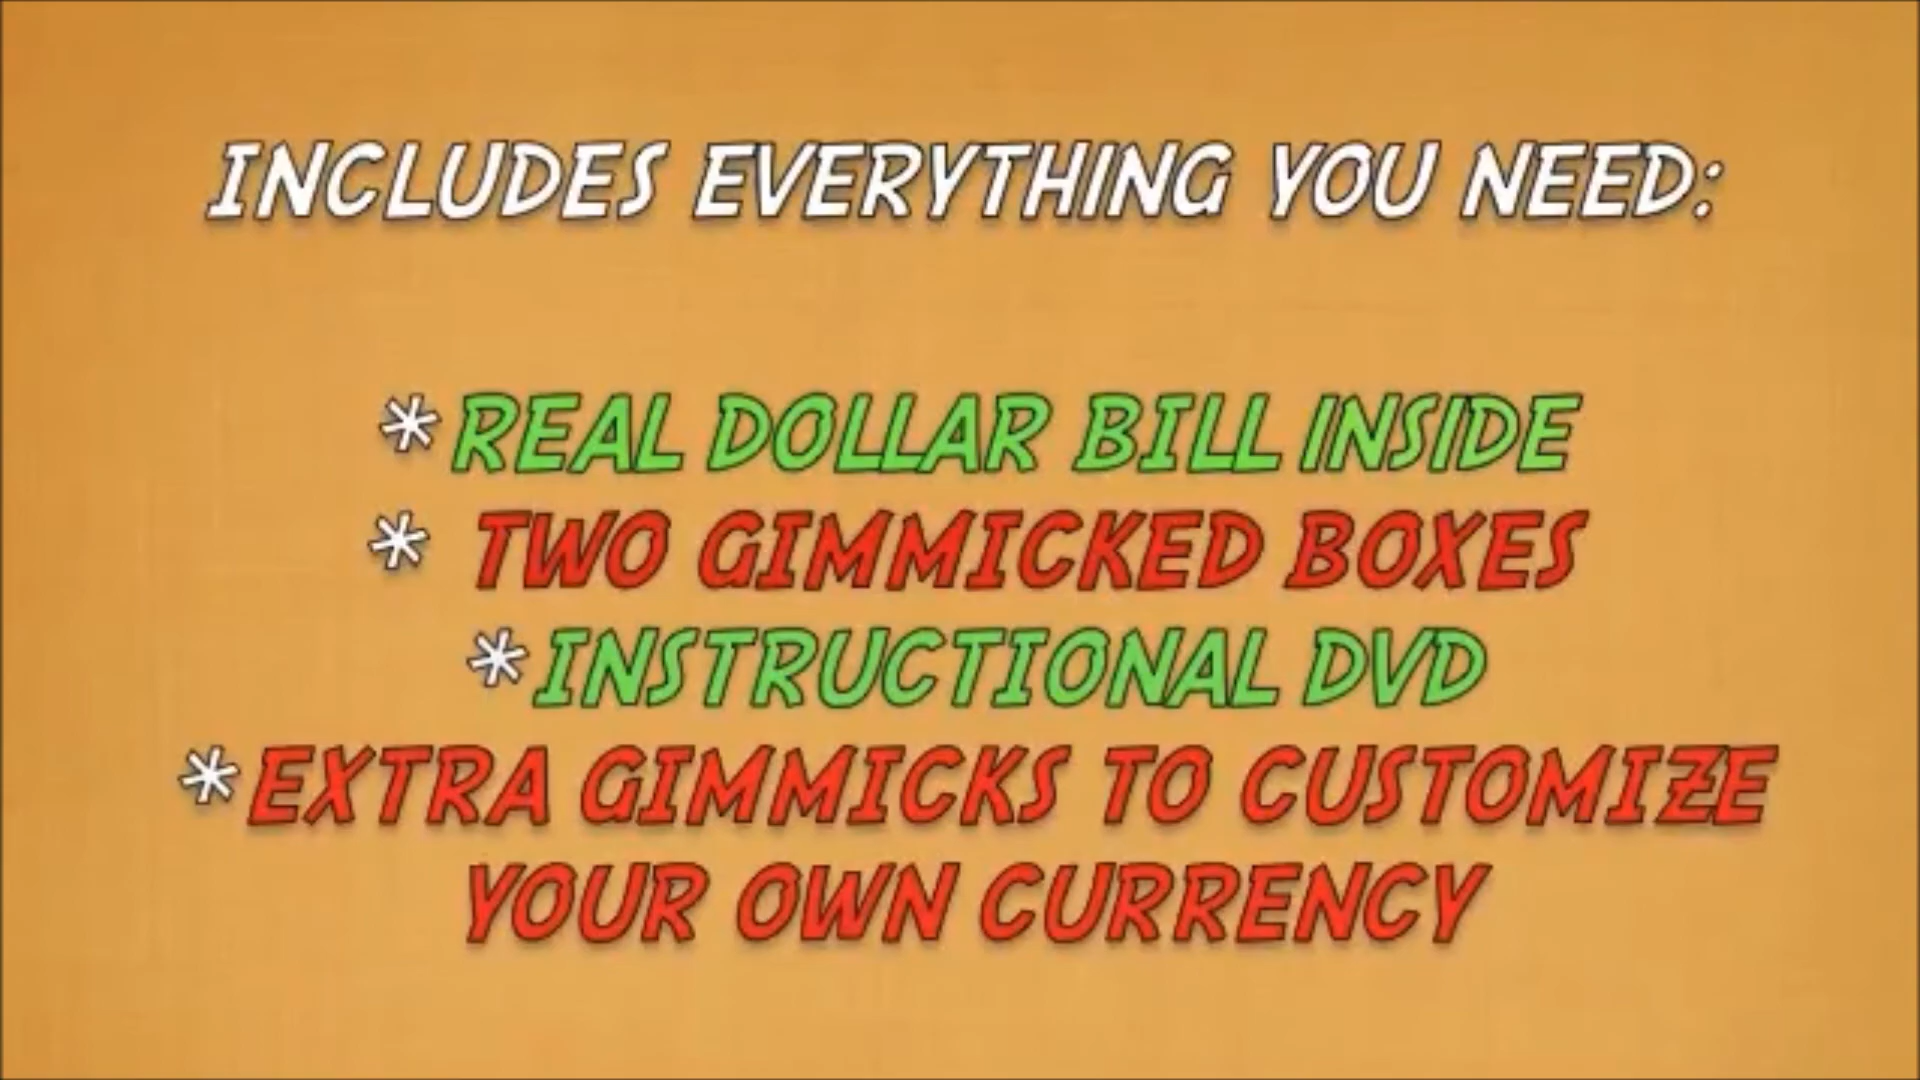 INCLUDES EVERYTHING YOU NEED:
*REAL DOLLAR BILL INSIDE
* TWO GIMMICKED BOXES
*INSTRUCTIONAL DVD
*EXTRA GIMMICKS TO CUSTOMIZE
YOUR OWN CURRENCY